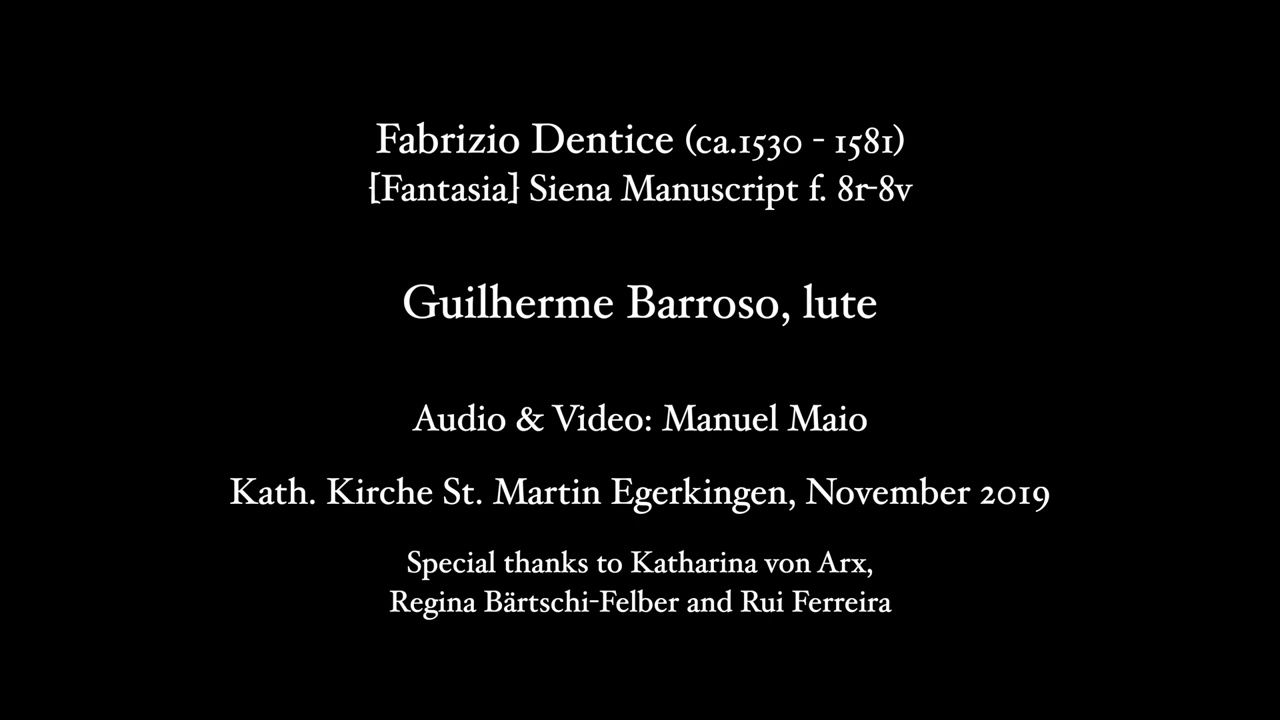 Fabrizio Dentice (ca.1530 - 1581)
[Fantasia] Siena Manuscript f. 8r-8v
Guilherme Barroso, lute
Audio & Video: Manuel Maio
Kath. Kirche St. Martin Egerkingen, November 2019
Special thanks to Katharina von Arx,
Regina Bärtschi-Felber and Rui Ferreira